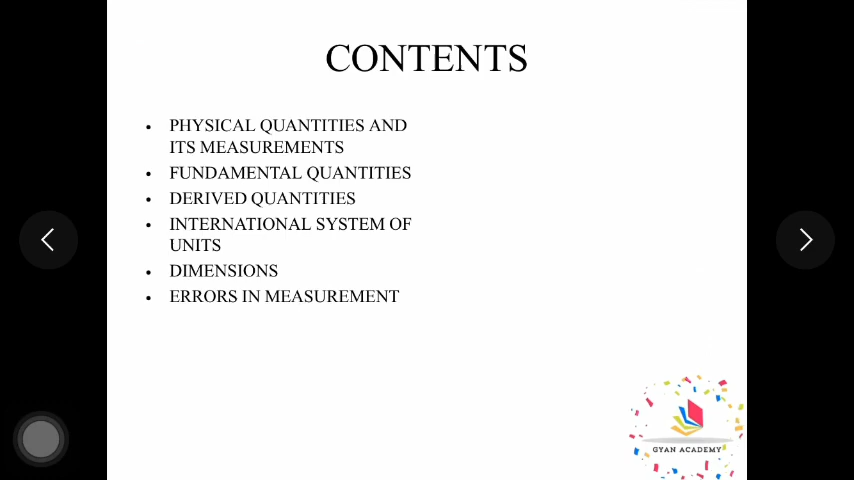 CONTENTS
• PHYSICAL QUANTITIES AND
ITS MEASUREMENTS
• FUNDAMENTAL QUANTITIES
• DERIVED QUANTITIES
• INTERNATIONAL SYSTEM OF
UNITS
• DIMENSIONS
• ERRORS IN MEASUREMENT
GYAN ACADEMY